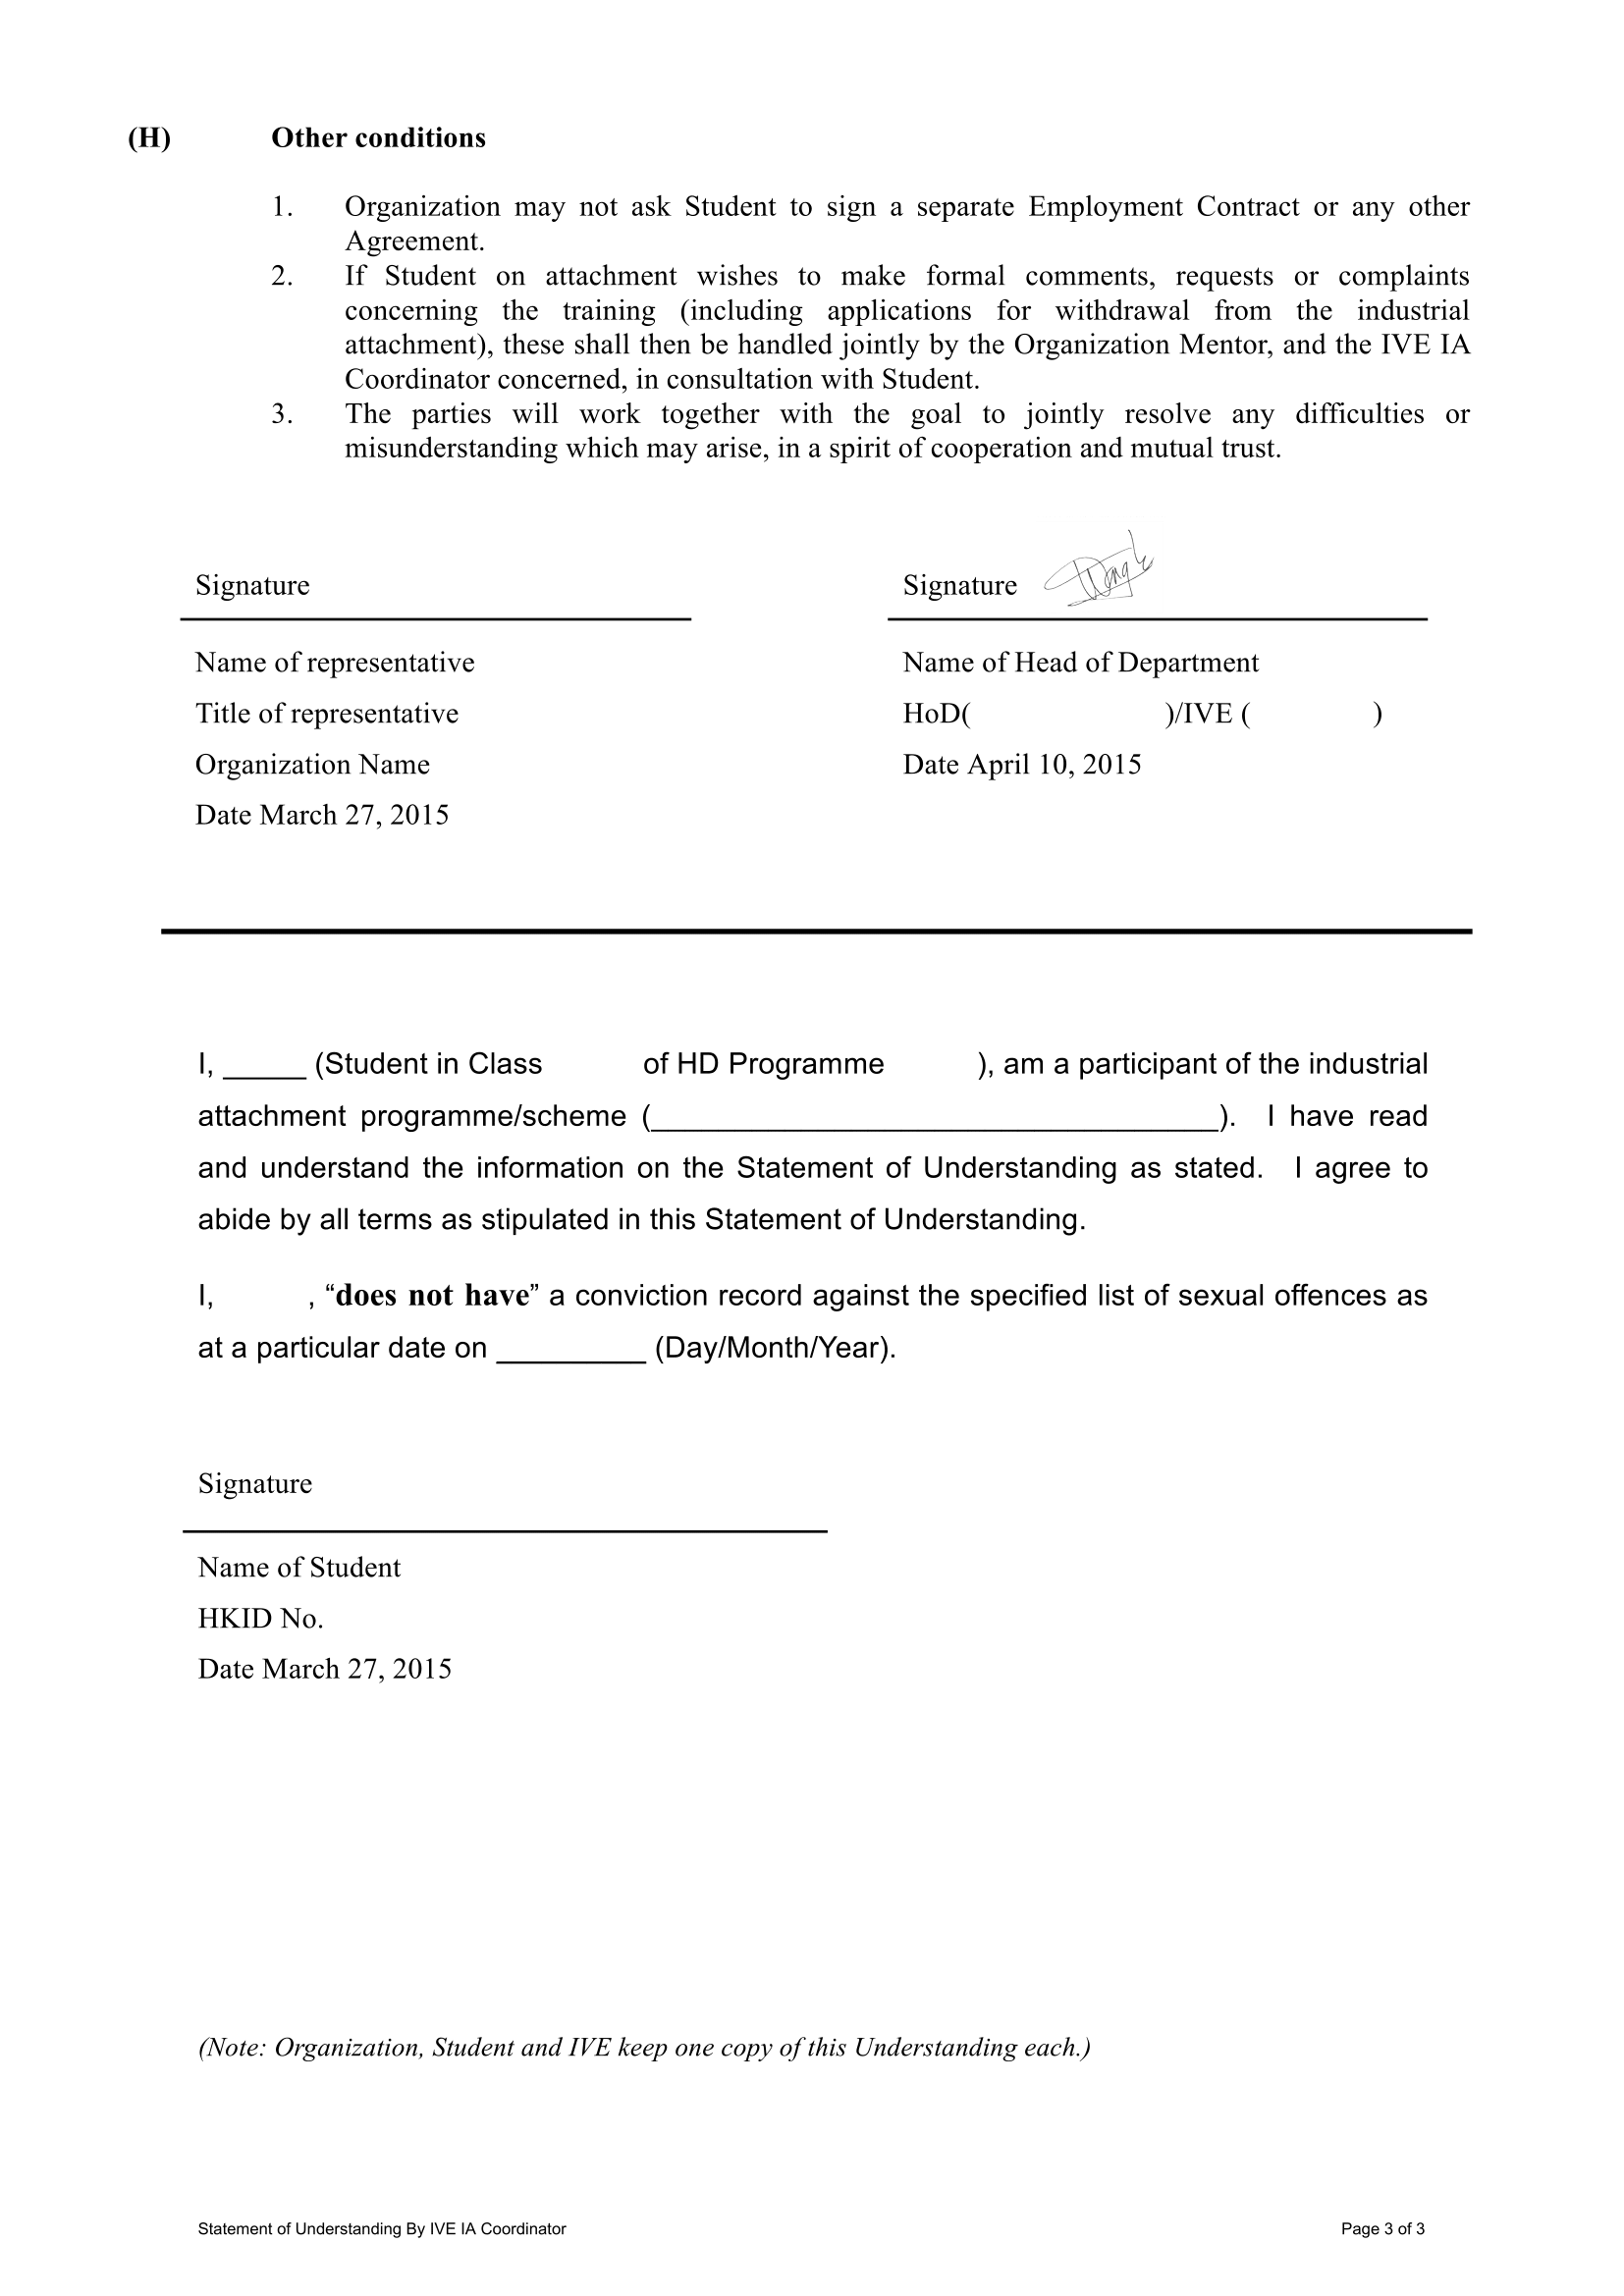 (H) Other conditions
1. Organization may not ask Student to sign a separate Employment Contract or any other
Agreement.
2. If Student on attachment wishes to make formal comments, requests or complaints
concerning the training (including applications for withdrawal from the industrial
attachment), these shall then be handled jointly by the Organization Mentor, and the IVE IA
Coordinator concerned, in consultation with Student.
3. The parties will work together with the goal to jointly resolve any difficulties or
misunderstanding which may arise, in a spirit of cooperation and mutual trust.
Signature
Name of representative
Title of representative
Organization Name
Date March 27, 2015
Signature
Name of Head of Department
HoD( )/IVE ( )
Date April 10, 2015
I, _____ (Student in Class of HD Programme ), am a participant of the industrial
attachment programme/scheme (__________________________________). I have read
and understand the information on the Statement of Understanding as stated. I agree to
abide by all terms as stipulated in this Statement of Understanding.
I, , “does not have” a conviction record against the specified list of sexual offences as
at a particular date on _________ (Day/Month/Year).
Signature
Name of Student
HKID No.
Date March 27, 2015
(Note: Organization, Student and IVE keep one copy of this Understanding each.)
Statement of Understanding By IVE IA Coordinator Page 3 of 3